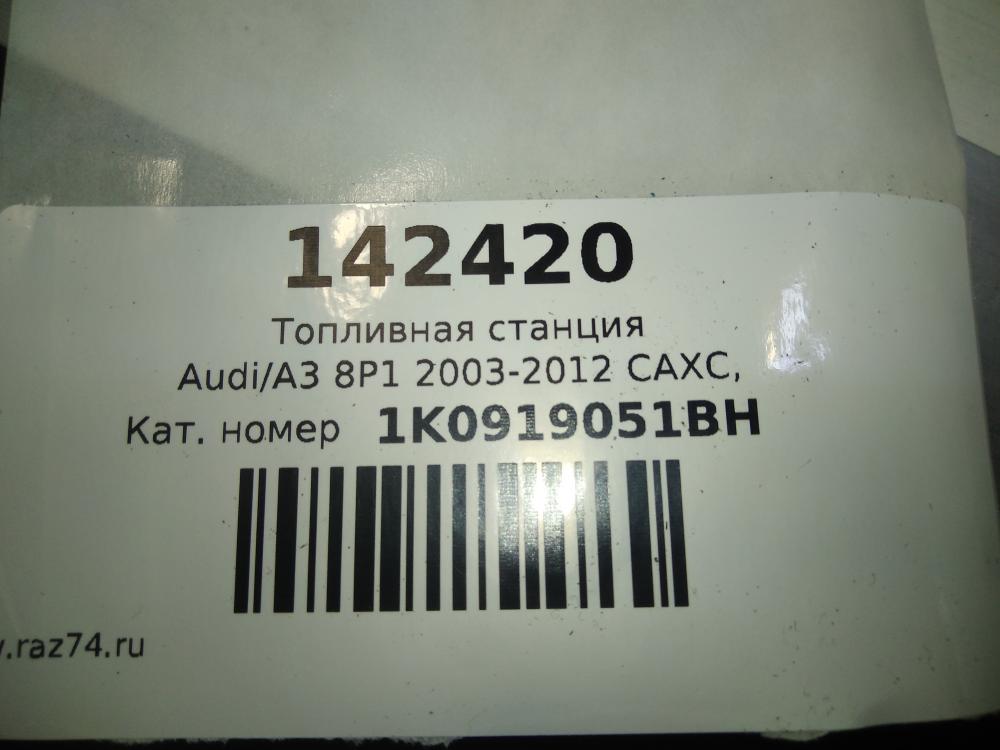 142420
Топливная станция
Audi/A3 8P1 2003-2012 CAXC,
Кат. номер 1K0919051BH
.raz74.ru